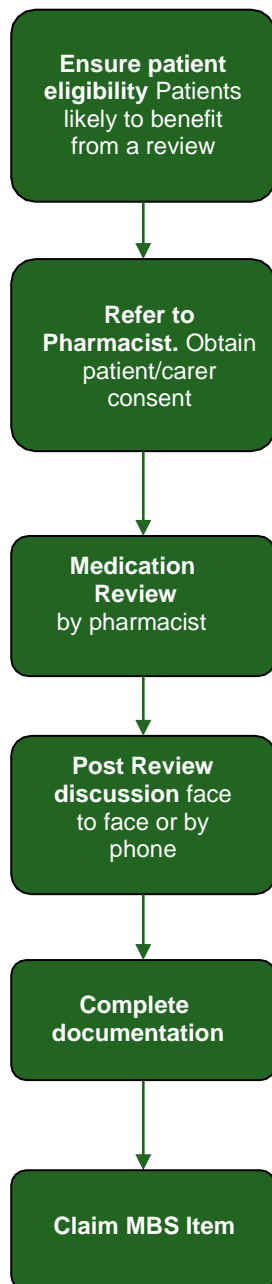 Ensure patient
eligibility Patients
likely to benefit
from a review
Refer to
Pharmacist. Obtain
patient/carer
consent
Medication
Review
by pharmacist
Post Review
discussion face
to face or by
phone
Complete
documentation
Claim MBS Item